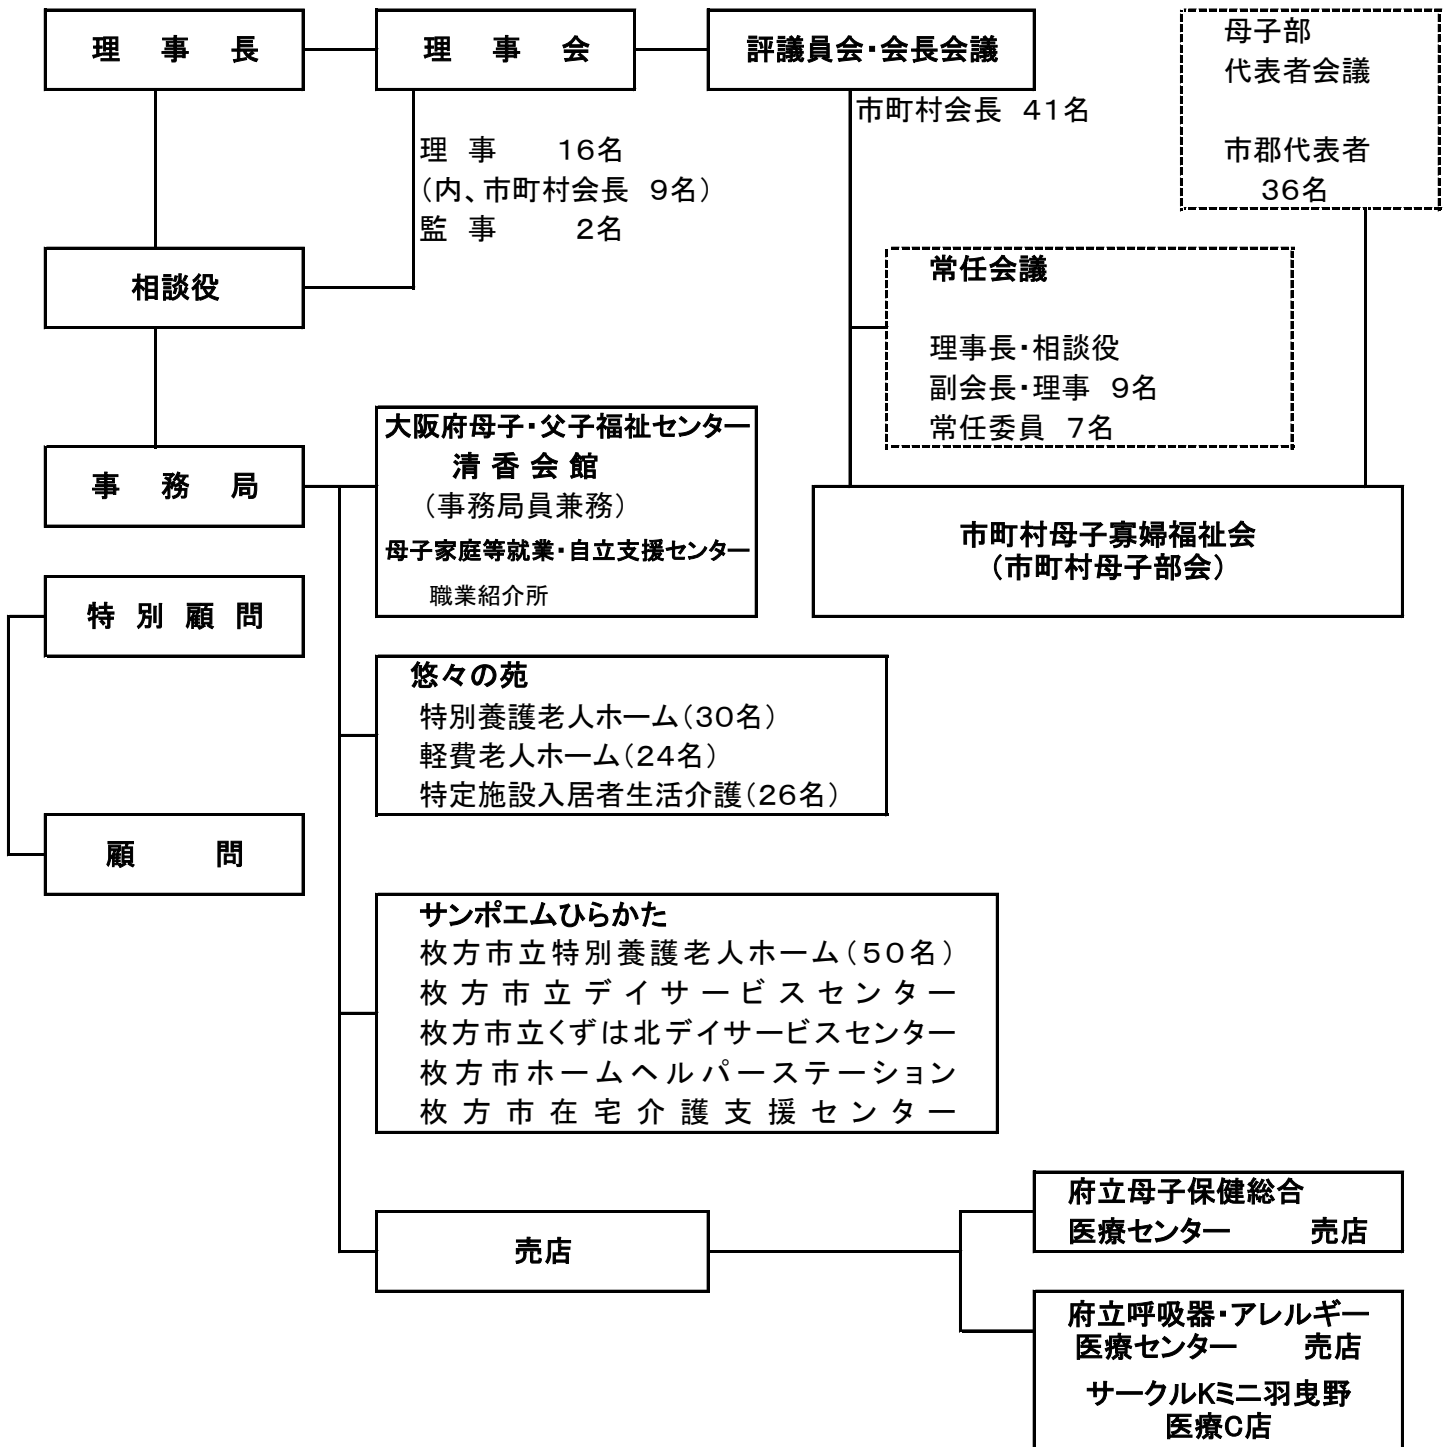 理　事　長
理　事　会
評議員会・会長会議
母子部
代表者会議
市郡代表者
36名
市町村会長　41名
理　事　　16名
（内、市町村会長　9名）
監　事　　2名
相談役
常任会議
理事長・相談役
副会長・理事　9名
常任委員　7名
事　務　局
大阪府母子・父子福祉センター
清 香 会 館
（事務局員兼務）
母子家庭等就業・自立支援センター
職業紹介所
市町村母子寡婦福祉会
（市町村母子部会）
特 別 顧 問
悠々の苑
特別養護老人ホーム（30名）
軽費老人ホーム（24名）
特定施設入居者生活介護（26名）
顧　　問
サンポエムひらかた
枚方市立特別養護老人ホーム（50名）
枚方市立デイサービスセンター
枚方市立くずは北デイサービスセンター
枚方市ホームヘルパーステーション
枚方市在宅介護支援センター
売店
府立母子保健総合
医療センター　　売店
府立呼吸器・アレルギー
医療センター　　売店
サークルKミニ羽曳野
医療C店